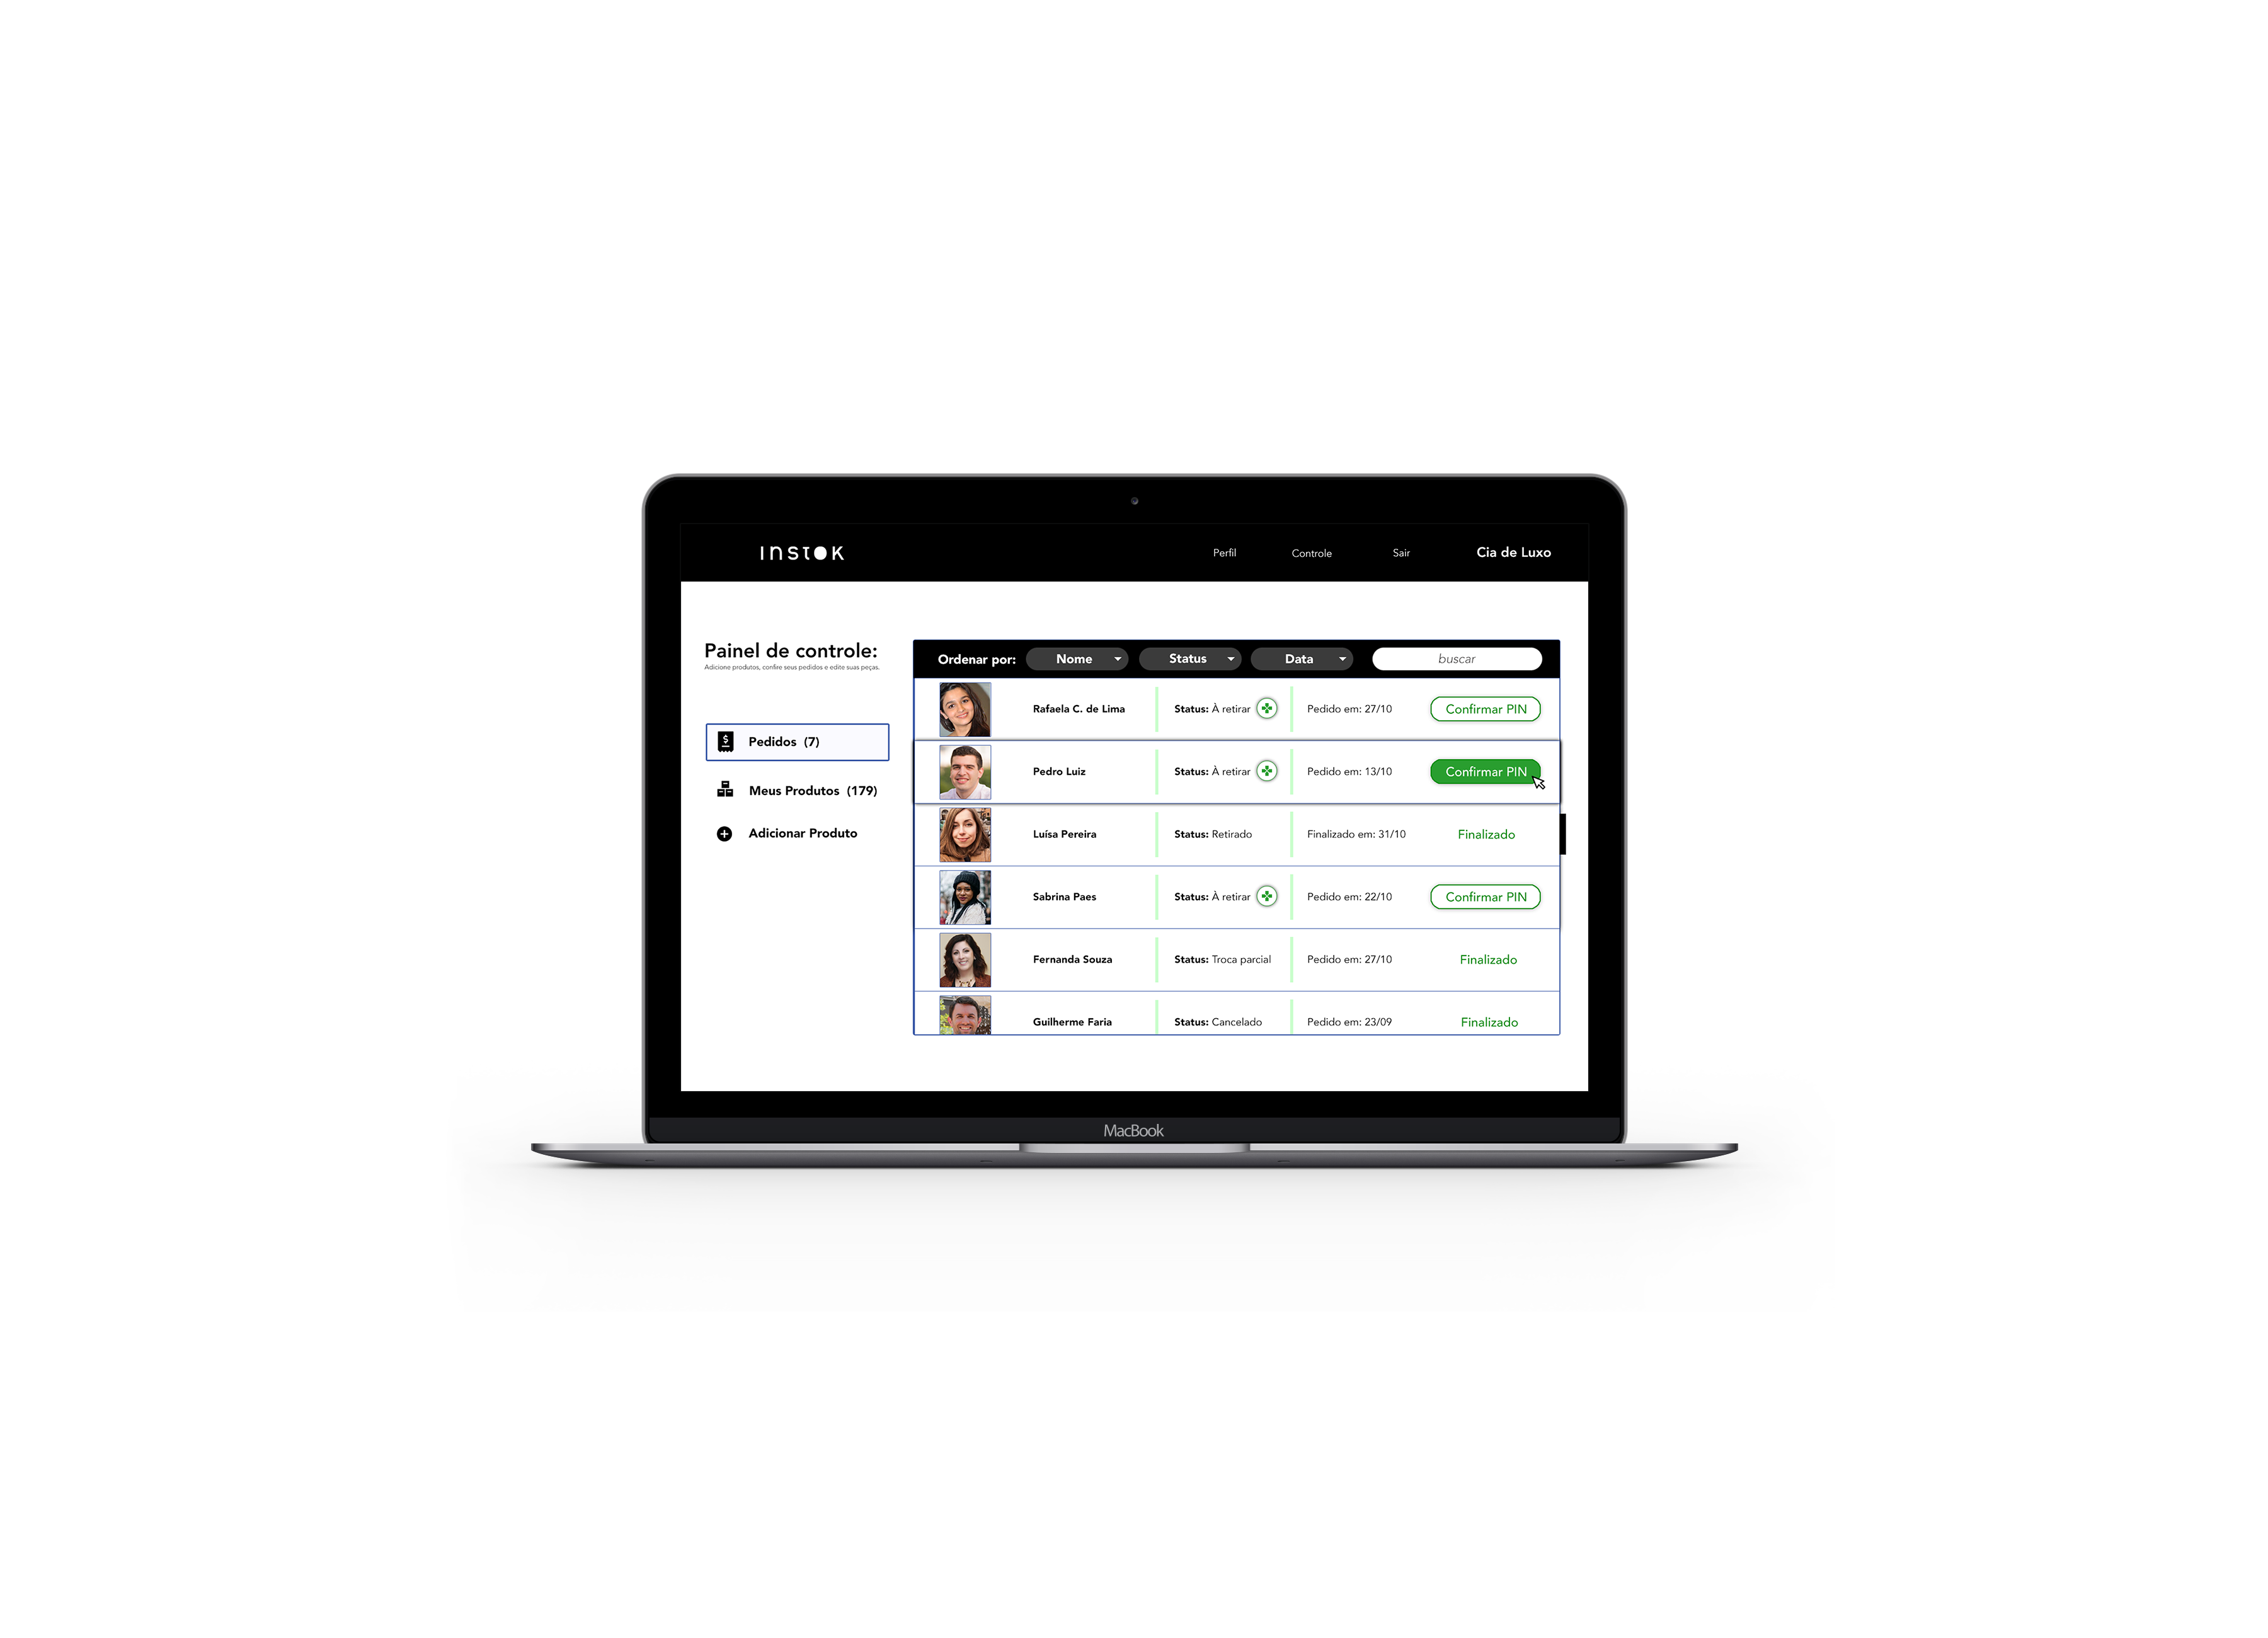 instok
Perfil Controle Sair Cia de Luxo
Painel de controle:
Adicione produtos, confire seus pedidos e edite suas peças.
Pedidos (7)
Meus Produtos (179)
Adicionar Produto
Ordenar por: Nome Status Data buscar
Rafaela C. de Lima Status: À retirar Pedido em: 27/10 Confirmar PIN
Pedro Luiz Status: À retirar Pedido em: 13/10 Confirmar PIN
Luísa Pereira Status: Retirado Finalizado em: 31/10 Finalizado
Sabrina Paes Status: À retirar Pedido em: 22/10 Confirmar PIN
Fernanda Souza Status: Troca parcial Pedido em: 27/10 Finalizado
Guilherme Faria Status: Cancelado Pedido em: 23/09 Finalizado
MacBook